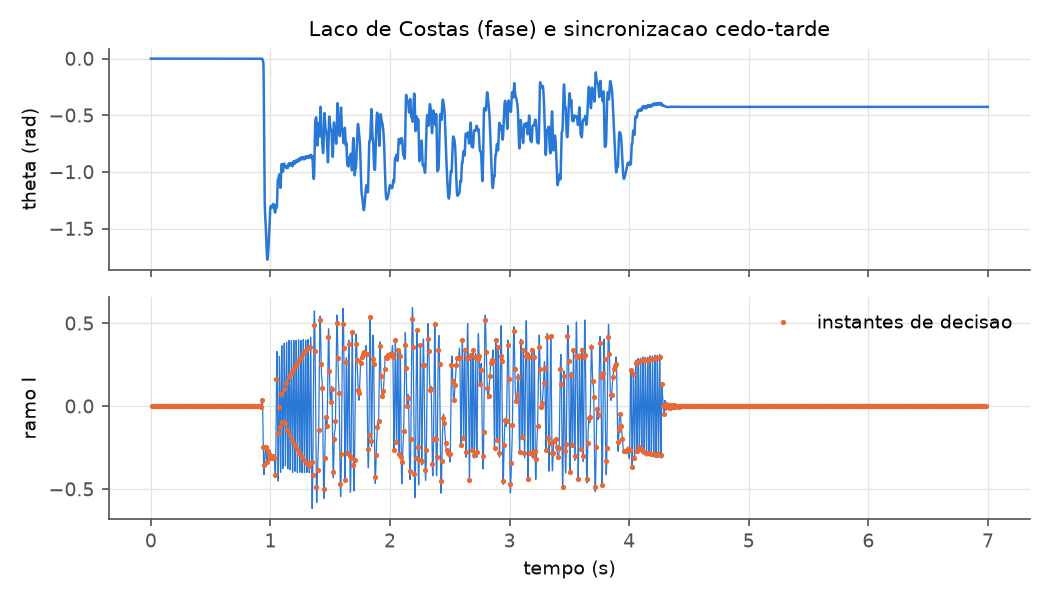 Laco de Costas (fase) e sincronizacao cedo-tarde
theta (rad)
0.0
−0.5
−1.0
−1.5
ramo I
0.5
0.0
−0.5
instantes de decisao
0 1 2 3 4 5 6 7
tempo (s)